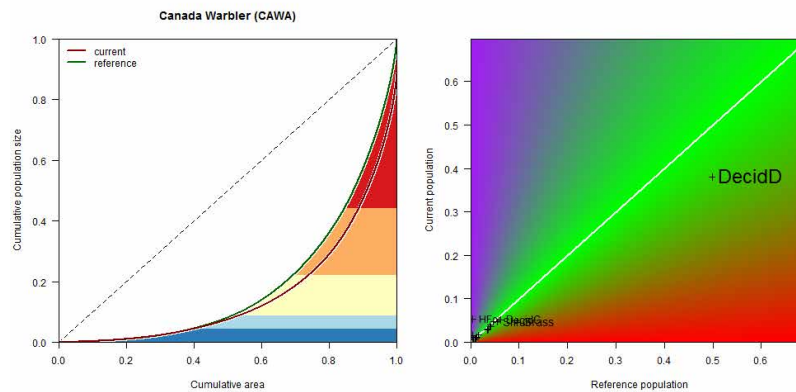 Canada Warbler (CAWA)
current
reference
Cumulative population size
1.0
0.8
0.6
0.4
0.2
0.0
0.0 0.2 0.4 0.6 0.8 1.0
Cumulative area
Current population
0.6
0.5
0.4
0.3
0.2
0.1
0.0
DecidD
DecidC
0.0 0.1 0.2 0.3 0.4 0.5 0.6
Reference population